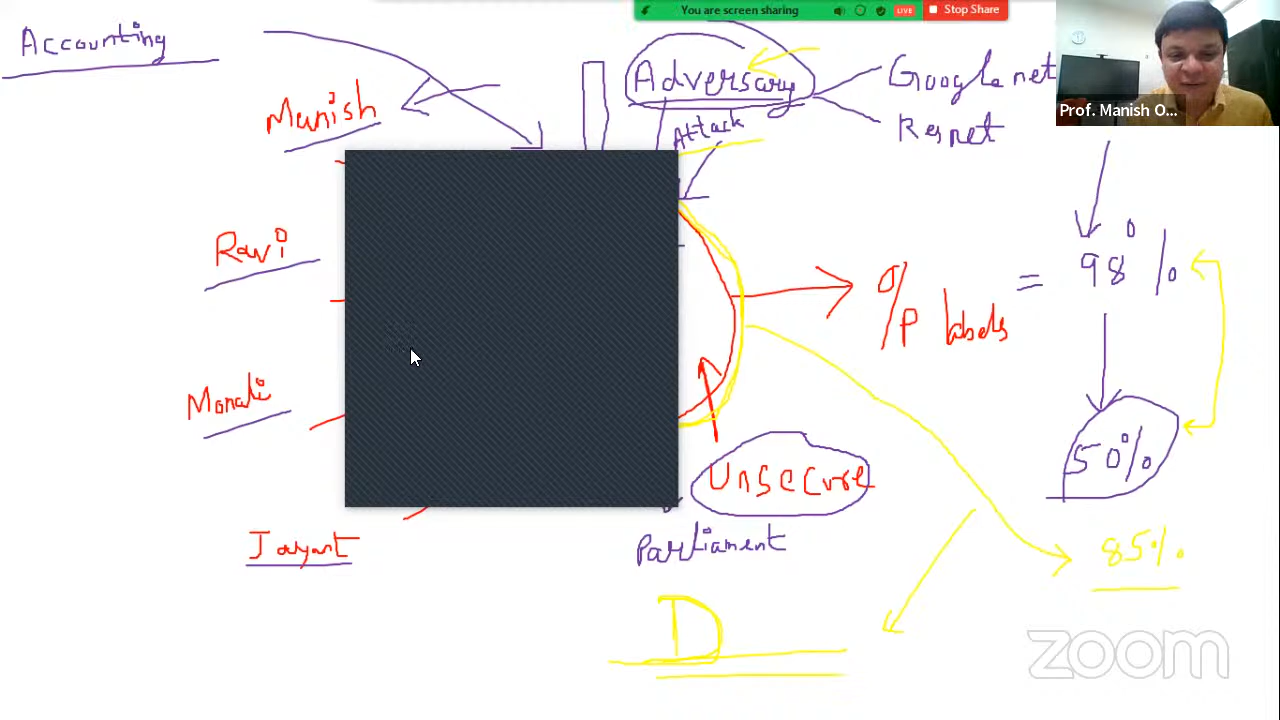 You are screen sharing
LIVE
Stop Share
Prof. Manish O...
Accounting
Manish
Adversary
Attack
Google net
Resnet
Ravi
98%
O/P labels =
Monali
50%
Unsecure
Jayant
Parliament
85%
D
zoom